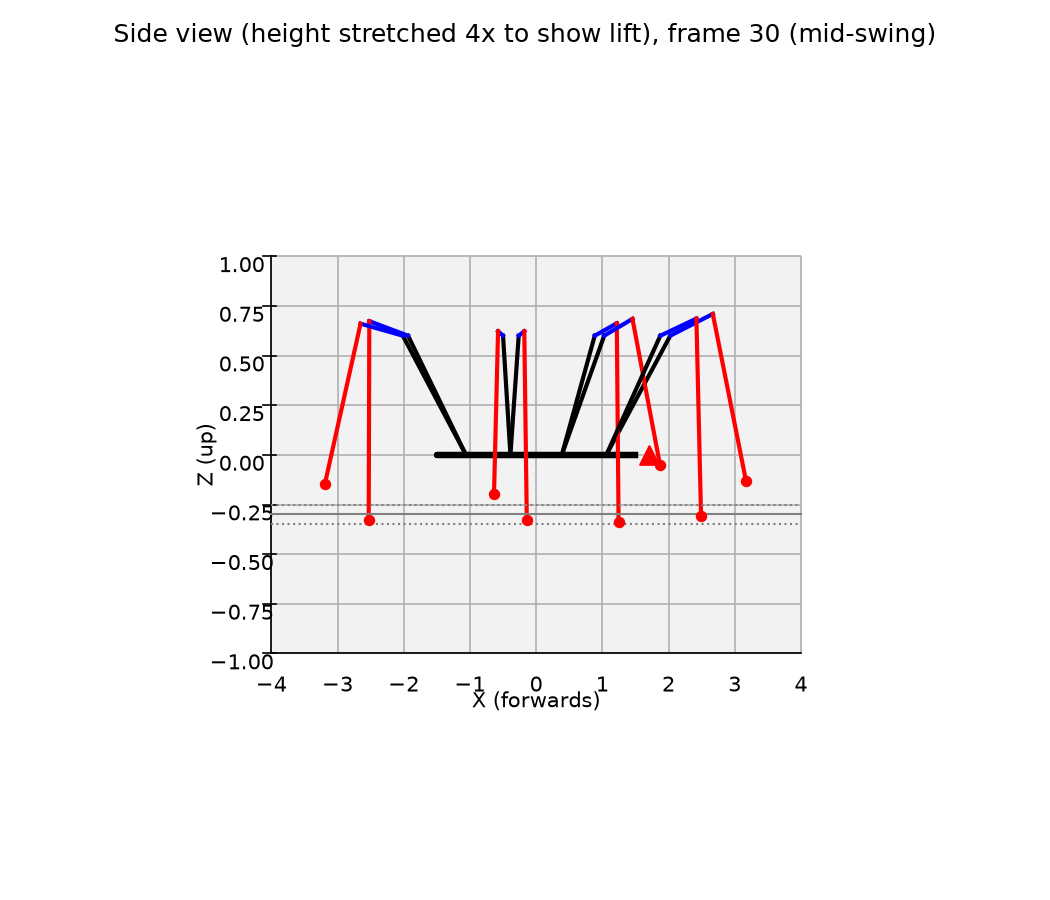 Side view (height stretched 4x to show lift), frame 30 (mid-swing)
1.00
0.75
0.50
0.25
0.00
−0.25
−0.50
−0.75
−1.00
Z (up)
−4 −3 −2 −1 0 1 2 3 4
X (forwards)